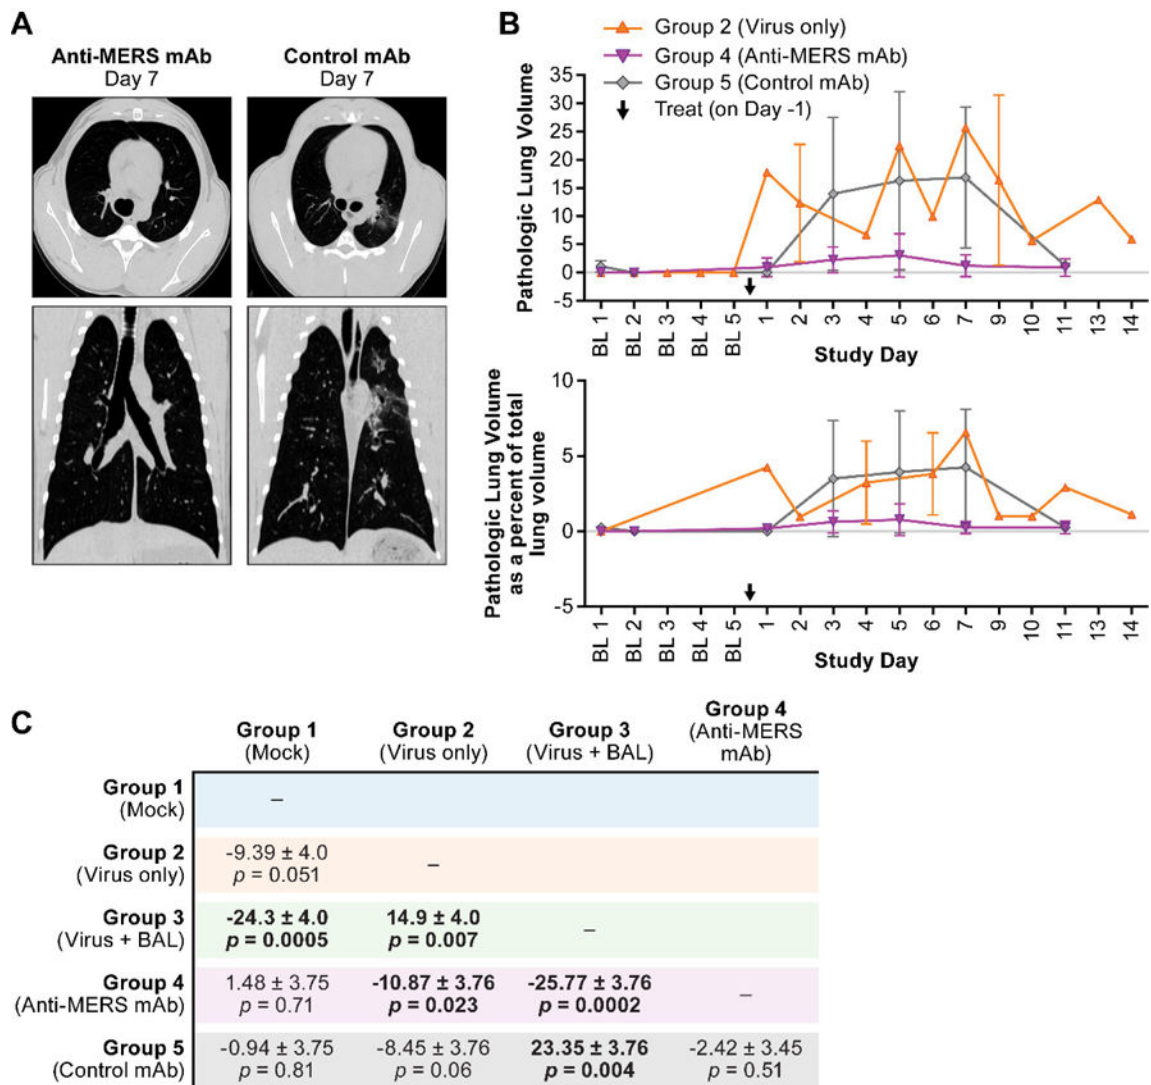 A
Anti-MERS mAb
Day 7
Control mAb
Day 7
B
Group 2 (Virus only)
Group 4 (Anti-MERS mAb)
Group 5 (Control mAb)
Treat (on Day -1)
Pathologic Lung Volume
35
30
25
20
15
10
5
0
-5
BL 1
BL 2
BL 3
BL 4
BL 5
1
2
3
4
5
6
7
9
10
11
13
14
Study Day
Pathologic Lung Volume
as a percent of total
lung volume
10
5
0
-5
BL 1
BL 2
BL 3
BL 4
BL 5
1
2
3
4
5
6
7
9
10
11
13
14
Study Day
C
Group 1
(Mock)
Group 2
(Virus only)
Group 3
(Virus + BAL)
Group 4
(Anti-MERS
mAb)
Group 1
(Mock)
–
Group 2
(Virus only)
-9.39 ± 4.0
p = 0.051
–
Group 3
(Virus + BAL)
-24.3 ± 4.0
p = 0.0005
14.9 ± 4.0
p = 0.007
–
Group 4
(Anti-MERS mAb)
1.48 ± 3.75
p = 0.71
-10.87 ± 3.76
p = 0.023
-25.77 ± 3.76
p = 0.0002
–
Group 5
(Control mAb)
-0.94 ± 3.75
p = 0.81
-8.45 ± 3.76
p = 0.06
23.35 ± 3.76
p = 0.004
-2.42 ± 3.45
p = 0.51